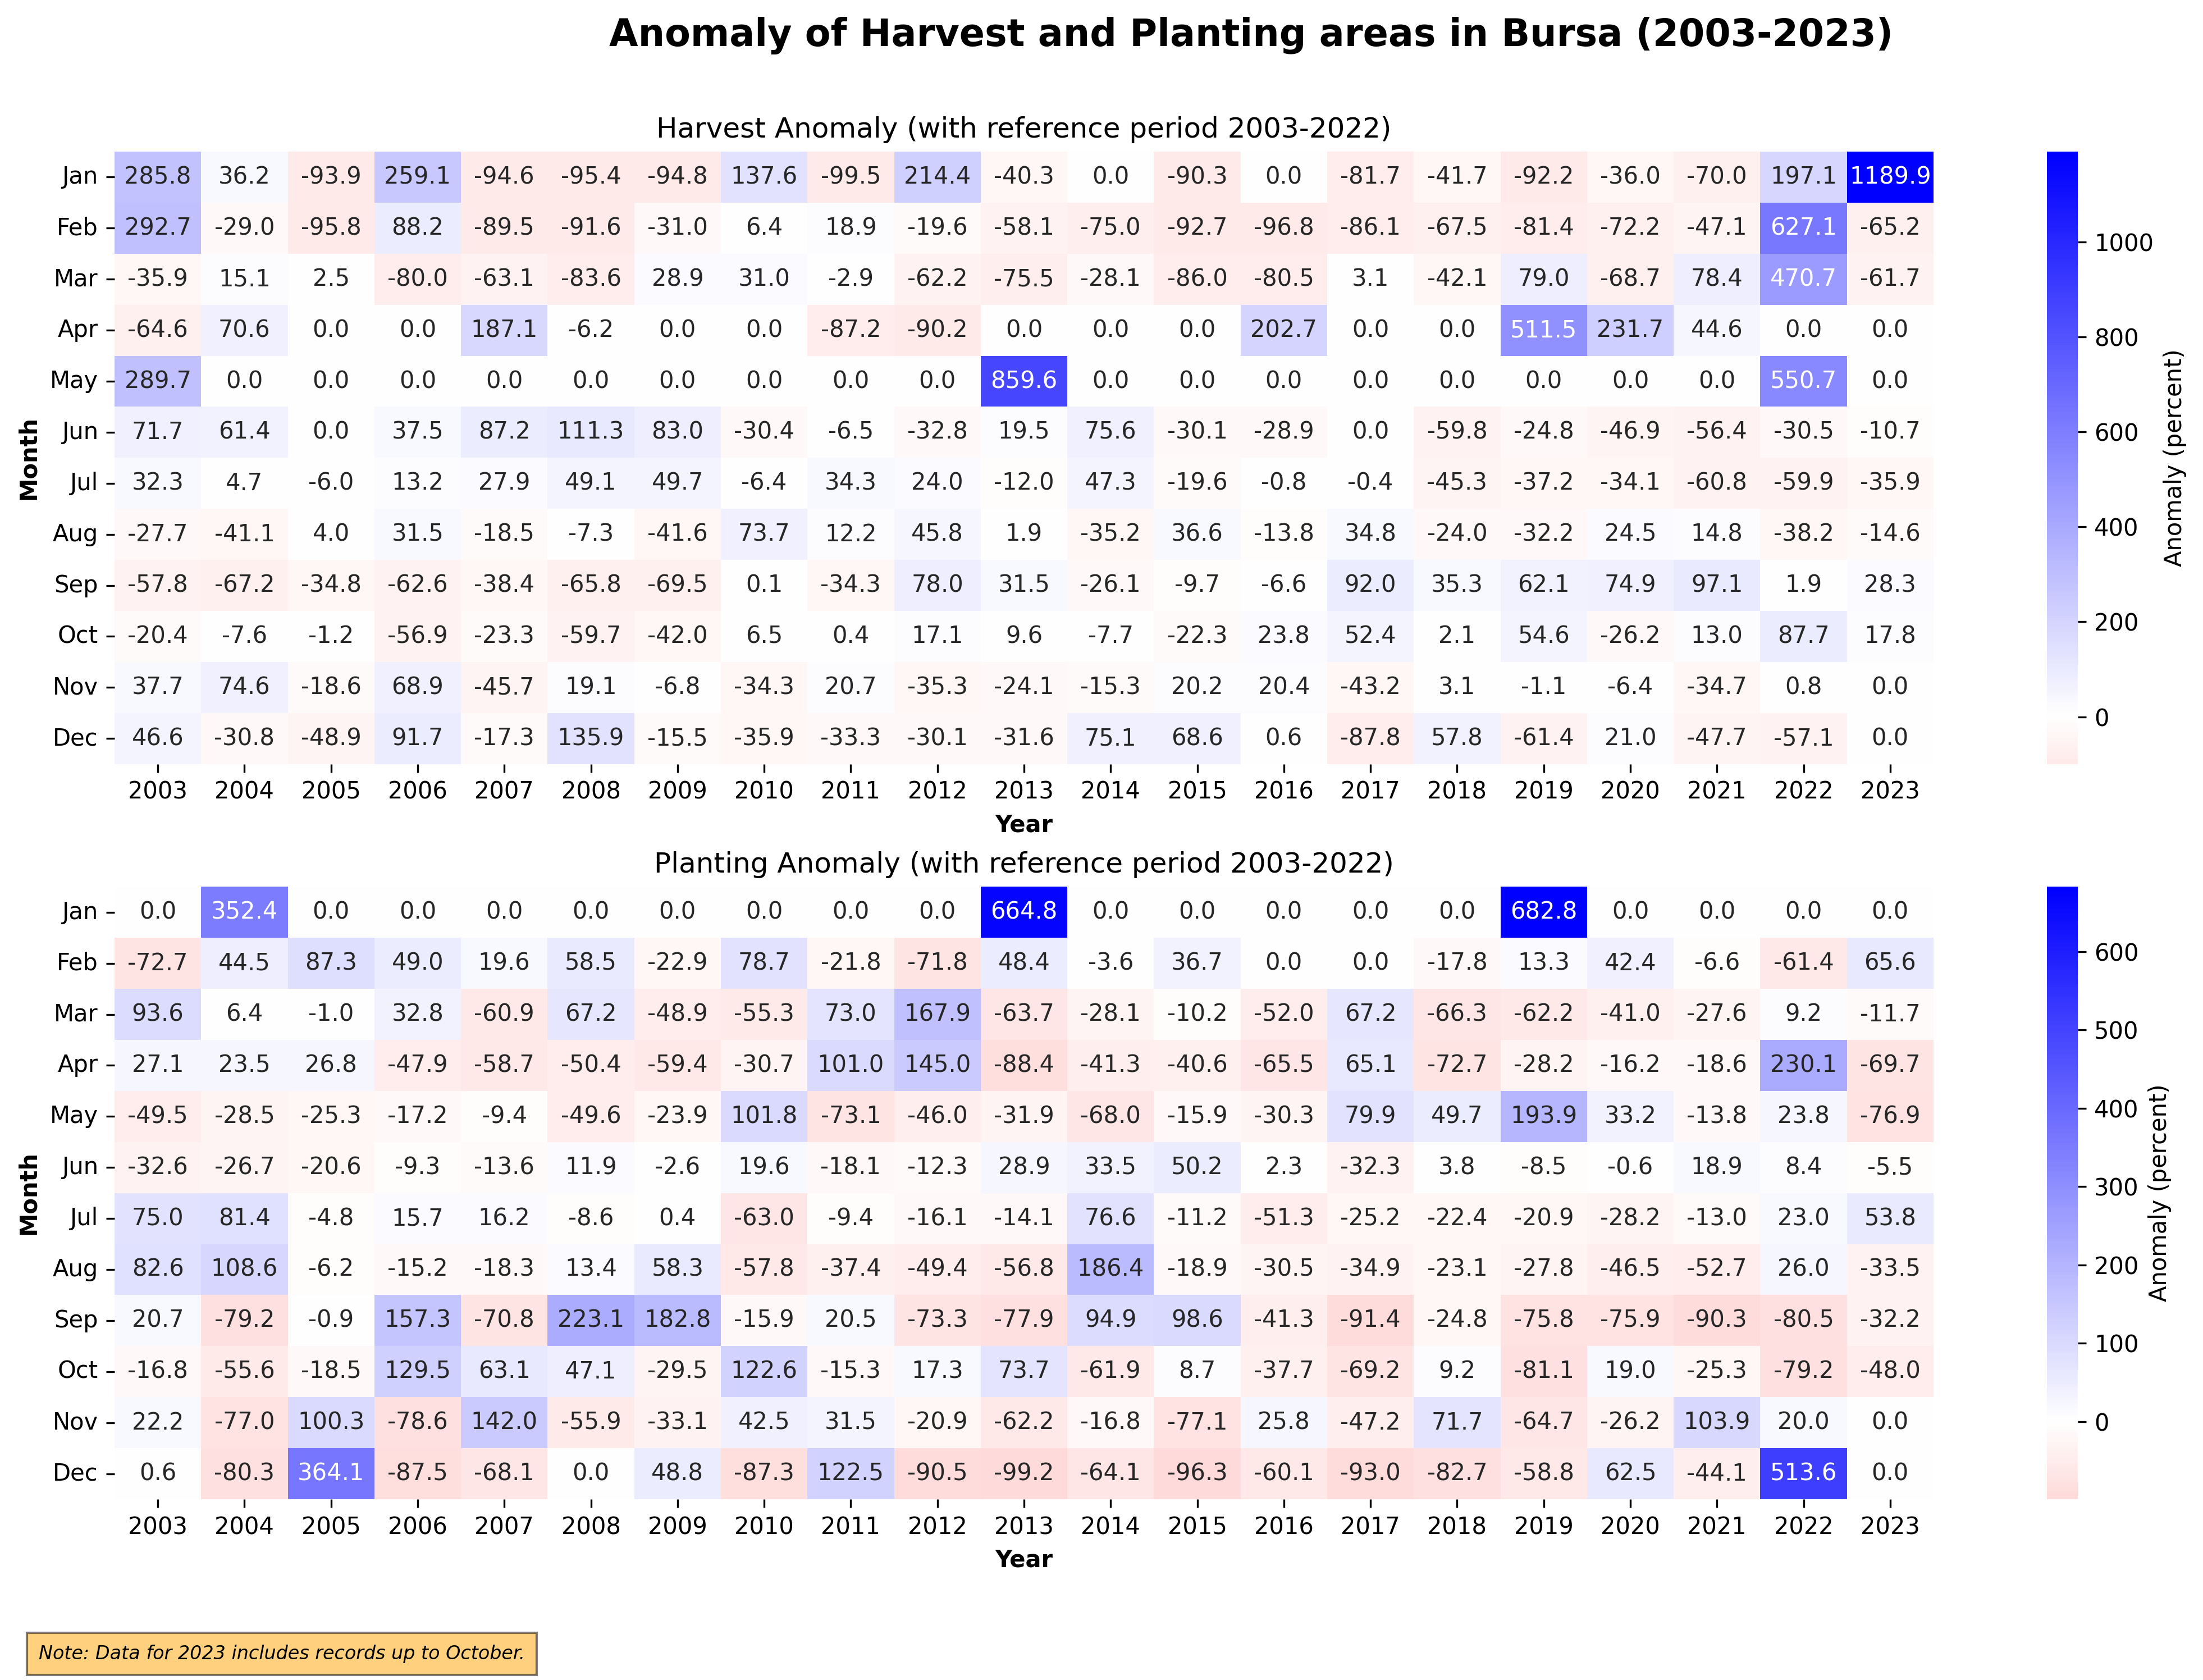 Anomaly of Harvest and Planting areas in Bursa (2003-2023)
Harvest Anomaly (with reference period 2003-2022)
Jan 285.8 36.2 -93.9 259.1 -94.6 -95.4 -94.8 137.6 -99.5 214.4 -40.3 0.0 -90.3 0.0 -81.7 -41.7 -92.2 -36.0 -70.0 197.1 1189.9
Feb 292.7 -29.0 -95.8 88.2 -89.5 -91.6 -31.0 6.4 18.9 -19.6 -58.1 -75.0 -92.7 -96.8 -86.1 -67.5 -81.4 -72.2 -47.1 627.1 -65.2
Mar -35.9 15.1 2.5 -80.0 -63.1 -83.6 28.9 31.0 -2.9 -62.2 -75.5 -28.1 -86.0 -80.5 3.1 -42.1 79.0 -68.7 78.4 470.7 -61.7
Apr -64.6 70.6 0.0 0.0 187.1 -6.2 0.0 0.0 -87.2 -90.2 0.0 0.0 0.0 202.7 0.0 0.0 511.5 231.7 44.6 0.0 0.0
May 289.7 0.0 0.0 0.0 0.0 0.0 0.0 0.0 0.0 0.0 859.6 0.0 0.0 0.0 0.0 0.0 0.0 0.0 0.0 550.7 0.0
Jun 71.7 61.4 0.0 37.5 87.2 111.3 83.0 -30.4 -6.5 -32.8 19.5 75.6 -30.1 -28.9 0.0 -59.8 -24.8 -46.9 -56.4 -30.5 -10.7
Jul 32.3 4.7 -6.0 13.2 27.9 49.1 49.7 -6.4 34.3 24.0 -12.0 47.3 -19.6 -0.8 -0.4 -45.3 -37.2 -34.1 -60.8 -59.9 -35.9
Aug -27.7 -41.1 4.0 31.5 -18.5 -7.3 -41.6 73.7 12.2 45.8 1.9 -35.2 36.6 -13.8 34.8 -24.0 -32.2 24.5 14.8 -38.2 -14.6
Sep -57.8 -67.2 -34.8 -62.6 -38.4 -65.8 -69.5 0.1 -34.3 78.0 31.5 -26.1 -9.7 -6.6 92.0 35.3 62.1 74.9 97.1 1.9 28.3
Oct -20.4 -7.6 -1.2 -56.9 -23.3 -59.7 -42.0 6.5 0.4 17.1 9.6 -7.7 -22.3 23.8 52.4 2.1 54.6 -26.2 13.0 87.7 17.8
Nov 37.7 74.6 -18.6 68.9 -45.7 19.1 -6.8 -34.3 20.7 -35.3 -24.1 -15.3 20.2 20.4 -43.2 3.1 -1.1 -6.4 -34.7 0.8 0.0
Dec 46.6 -30.8 -48.9 91.7 -17.3 135.9 -15.5 -35.9 -33.3 -30.1 -31.6 75.1 68.6 0.6 -87.8 57.8 -61.4 21.0 -47.7 -57.1 0.0
2003 2004 2005 2006 2007 2008 2009 2010 2011 2012 2013 2014 2015 2016 2017 2018 2019 2020 2021 2022 2023
Year
Month
1000
800
600
400
200
0
Anomaly (percent)
Planting Anomaly (with reference period 2003-2022)
Jan 0.0 352.4 0.0 0.0 0.0 0.0 0.0 0.0 0.0 0.0 664.8 0.0 0.0 0.0 0.0 0.0 682.8 0.0 0.0 0.0 0.0
Feb -72.7 44.5 87.3 49.0 19.6 58.5 -22.9 78.7 -21.8 -71.8 48.4 -3.6 36.7 0.0 0.0 -17.8 13.3 42.4 -6.6 -61.4 65.6
Mar 93.6 6.4 -1.0 32.8 -60.9 67.2 -48.9 -55.3 73.0 167.9 -63.7 -28.1 -10.2 -52.0 67.2 -66.3 -62.2 -41.0 -27.6 9.2 -11.7
Apr 27.1 23.5 26.8 -47.9 -58.7 -50.4 -59.4 -30.7 101.0 145.0 -88.4 -41.3 -40.6 -65.5 65.1 -72.7 -28.2 -16.2 -18.6 230.1 -69.7
May -49.5 -28.5 -25.3 -17.2 -9.4 -49.6 -23.9 101.8 -73.1 -46.0 -31.9 -68.0 -15.9 -30.3 79.9 49.7 193.9 33.2 -13.8 23.8 -76.9
Jun -32.6 -26.7 -20.6 -9.3 -13.6 11.9 -2.6 19.6 -18.1 -12.3 28.9 33.5 50.2 2.3 -32.3 3.8 -8.5 -0.6 18.9 8.4 -5.5
Jul 75.0 81.4 -4.8 15.7 16.2 -8.6 0.4 -63.0 -9.4 -16.1 -14.1 76.6 -11.2 -51.3 -25.2 -22.4 -20.9 -28.2 -13.0 23.0 53.8
Aug 82.6 108.6 -6.2 -15.2 -18.3 13.4 58.3 -57.8 -37.4 -49.4 -56.8 186.4 -18.9 -30.5 -34.9 -23.1 -27.8 -46.5 -52.7 26.0 -33.5
Sep 20.7 -79.2 -0.9 157.3 -70.8 223.1 182.8 -15.9 20.5 -73.3 -77.9 94.9 98.6 -41.3 -91.4 -24.8 -75.8 -75.9 -90.3 -80.5 -32.2
Oct -16.8 -55.6 -18.5 129.5 63.1 47.1 -29.5 122.6 -15.3 17.3 73.7 -61.9 8.7 -37.7 -69.2 9.2 -81.1 19.0 -25.3 -79.2 -48.0
Nov 22.2 -77.0 100.3 -78.6 142.0 -55.9 -33.1 42.5 31.5 -20.9 -62.2 -16.8 -77.1 25.8 -47.2 71.7 -64.7 -26.2 103.9 20.0 0.0
Dec 0.6 -80.3 364.1 -87.5 -68.1 0.0 48.8 -87.3 122.5 -90.5 -99.2 -64.1 -96.3 -60.1 -93.0 -82.7 -58.8 62.5 -44.1 513.6 0.0
2003 2004 2005 2006 2007 2008 2009 2010 2011 2012 2013 2014 2015 2016 2017 2018 2019 2020 2021 2022 2023
Year
Month
600
500
400
300
200
100
0
Anomaly (percent)
Note: Data for 2023 includes records up to October.